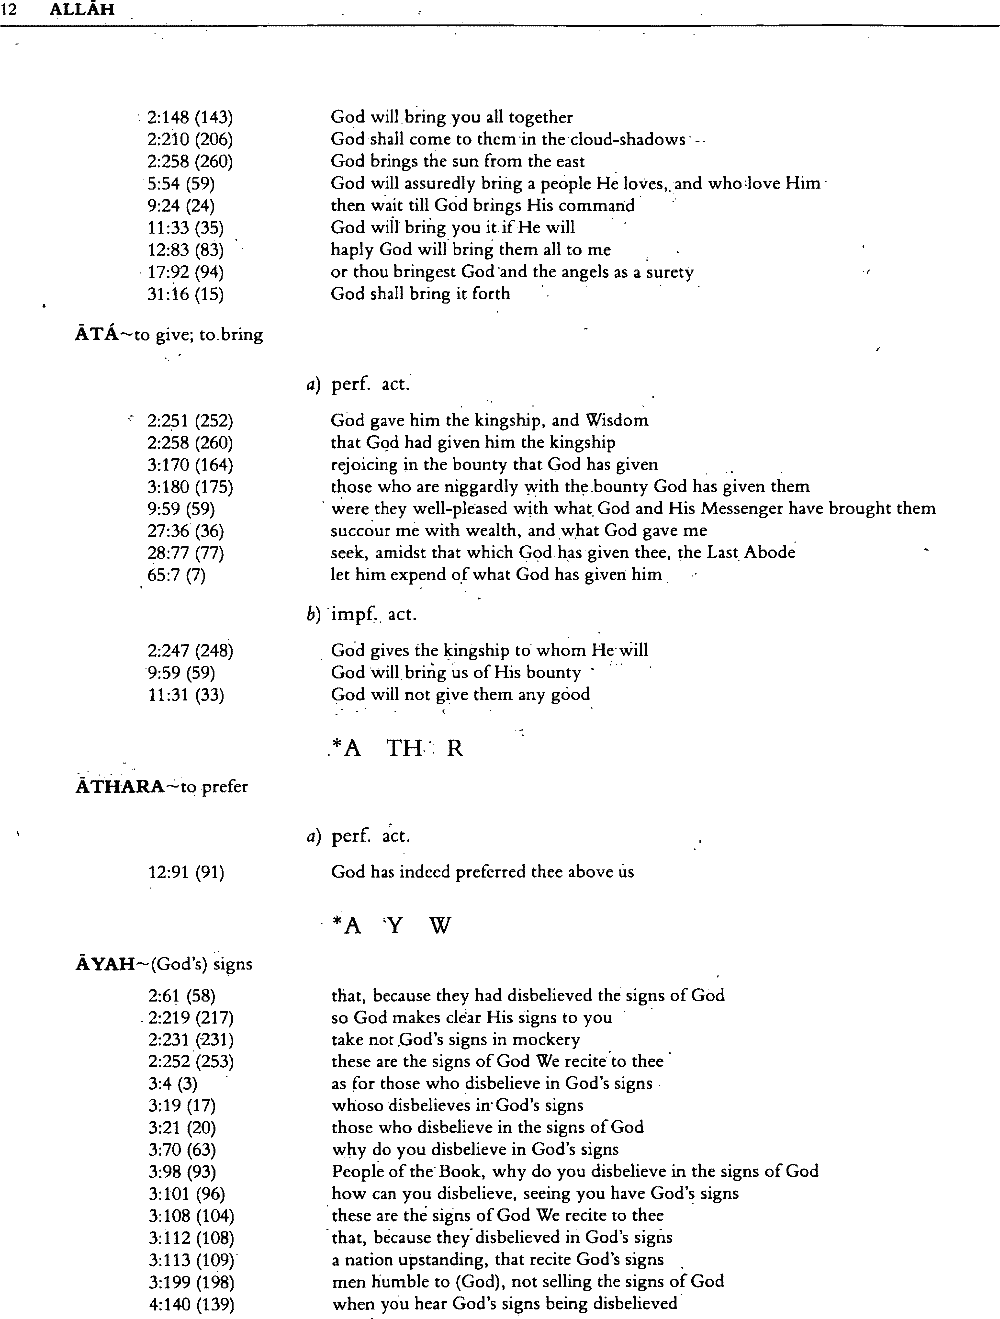 12 ALLĀH
2:148 (143) God will bring you all together
2:210 (206) God shall come to them in the cloud-shadows
2:258 (260) God brings the sun from the east
5:54 (59) God will assuredly bring a people He loves, and who love Him
9:24 (24) then wait till God brings His command
11:33 (35) God will bring you it if He will
12:83 (83) haply God will bring them all to me
17:92 (94) or thou bringest God and the angels as a surety
31:16 (15) God shall bring it forth
ĀTÁ~to give; to bring
a) perf. act.
2:251 (252) God gave him the kingship, and Wisdom
2:258 (260) that God had given him the kingship
3:170 (164) rejoicing in the bounty that God has given
3:180 (175) those who are niggardly with the bounty God has given them
9:59 (59) were they well-pleased with what God and His Messenger have brought them
27:36 (36) succour me with wealth, and what God gave me
28:77 (77) seek, amidst that which God has given thee, the Last Abode
65:7 (7) let him expend of what God has given him
b) impf. act.
2:247 (248) God gives the kingship to whom He will
9:59 (59) God will bring us of His bounty
11:31 (33) God will not give them any good
*A TH R
ĀTHARA~to prefer
a) perf. act.
12:91 (91) God has indeed preferred thee above us
*A Y W
ĀYAH~(God's) signs
2:61 (58) that, because they had disbelieved the signs of God
2:219 (217) so God makes clear His signs to you
2:231 (231) take not God's signs in mockery
2:252 (253) these are the signs of God We recite to thee
3:4 (3) as for those who disbelieve in God's signs
3:19 (17) whoso disbelieves in God's signs
3:21 (20) those who disbelieve in the signs of God
3:70 (63) why do you disbelieve in God's signs
3:98 (93) People of the Book, why do you disbelieve in the signs of God
3:101 (96) how can you disbelieve, seeing you have God's signs
3:108 (104) these are the signs of God We recite to thee
3:112 (108) that, because they disbelieved in God's signs
3:113 (109) a nation upstanding, that recite God's signs
3:199 (198) men humble to (God), not selling the signs of God
4:140 (139) when you hear God's signs being disbelieved